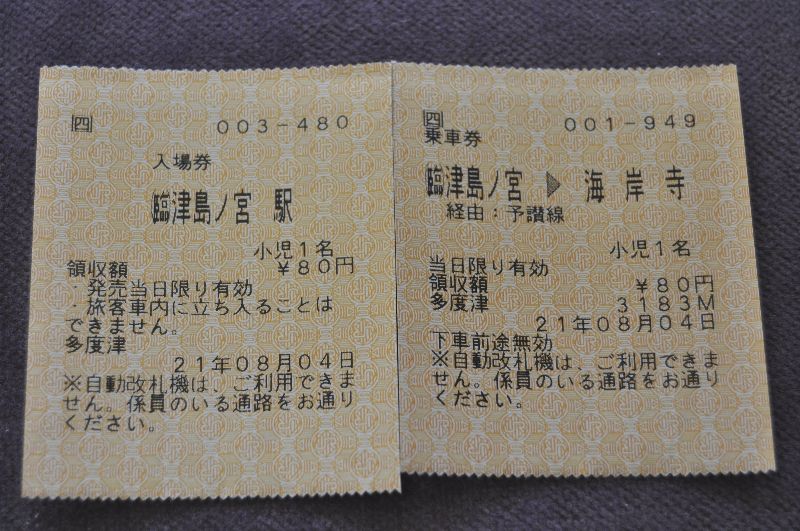 四 003-480
入場券
(臨)津島ノ宮 駅
小児1名
領収額 ¥80円
・発売当日限り有効
・旅客車内に立ち入ることは
できません。
多度津
21年08月04日
※自動改札機は、ご利用できま
せん。係員のいる通路をお通り
ください。
四 001-949
乗車券
(臨)津島ノ宮 ▶ 海岸寺
経由:予讃線
小児1名
当日限り有効
領収額 ¥80円
多度津 3183M
21年08月04日
下車前途無効
※自動改札機は、ご利用できま
せん。係員のいる通路をお通り
ください。